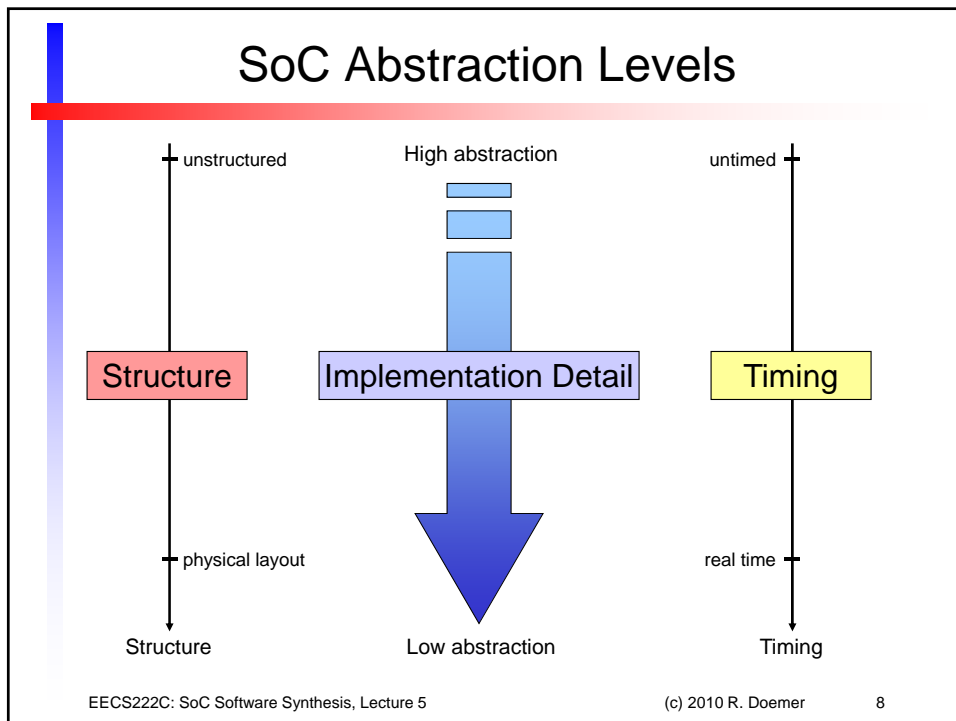 SoC Abstraction Levels
unstructured
High abstraction
untimed
Structure
Implementation Detail
Timing
physical layout
real time
Structure
Low abstraction
Timing
EECS222C: SoC Software Synthesis, Lecture 5
(c) 2010 R. Doemer
8